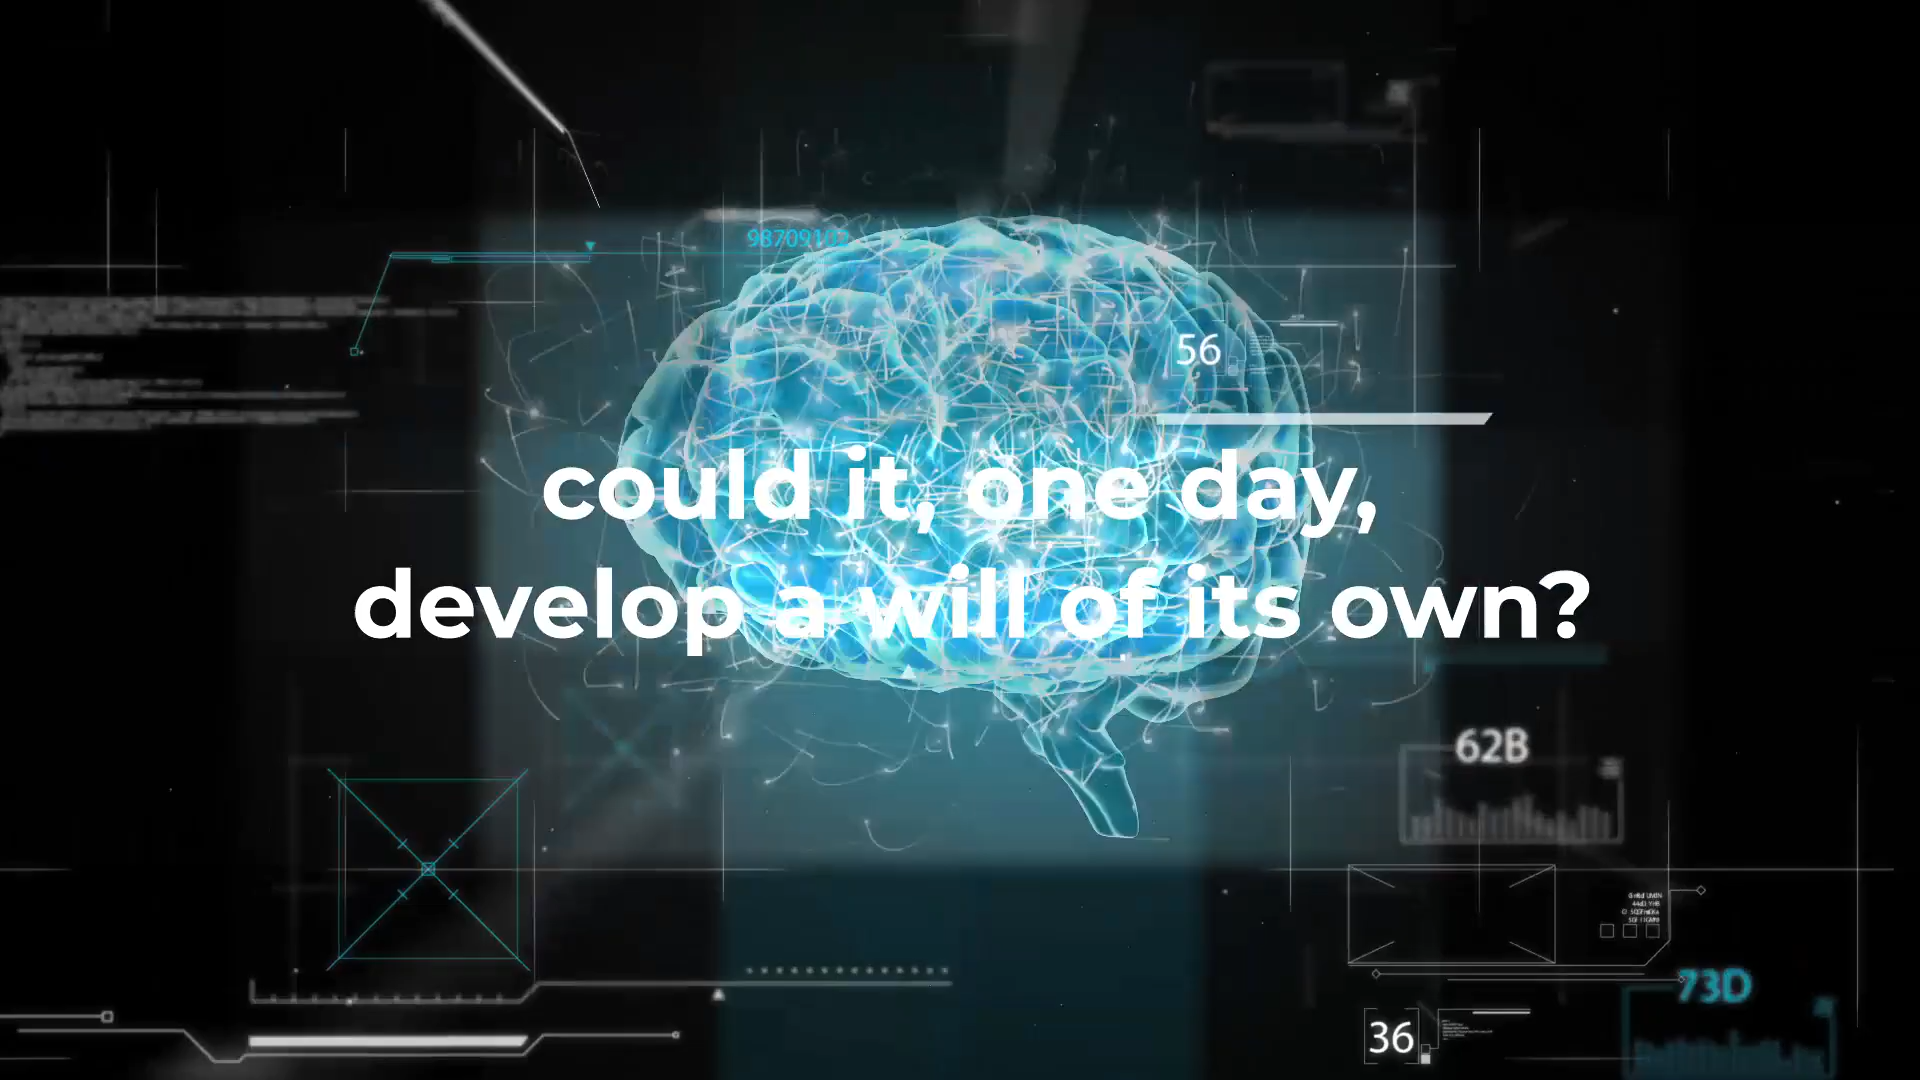 98709102
56
could it, one day,
develop a will of its own?
62B
73D
36